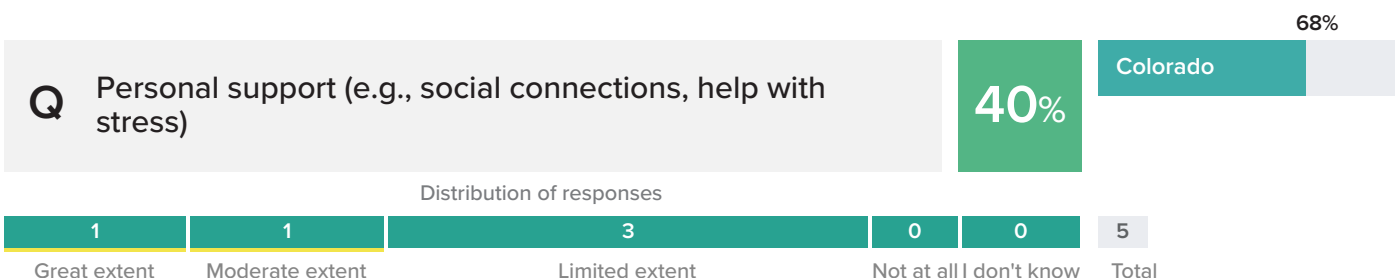 68%
Q Personal support (e.g., social connections, help with
stress)
40%
Colorado
Distribution of responses
1 1 3 0 0 5
Great extent Moderate extent Limited extent Not at all I don't know Total